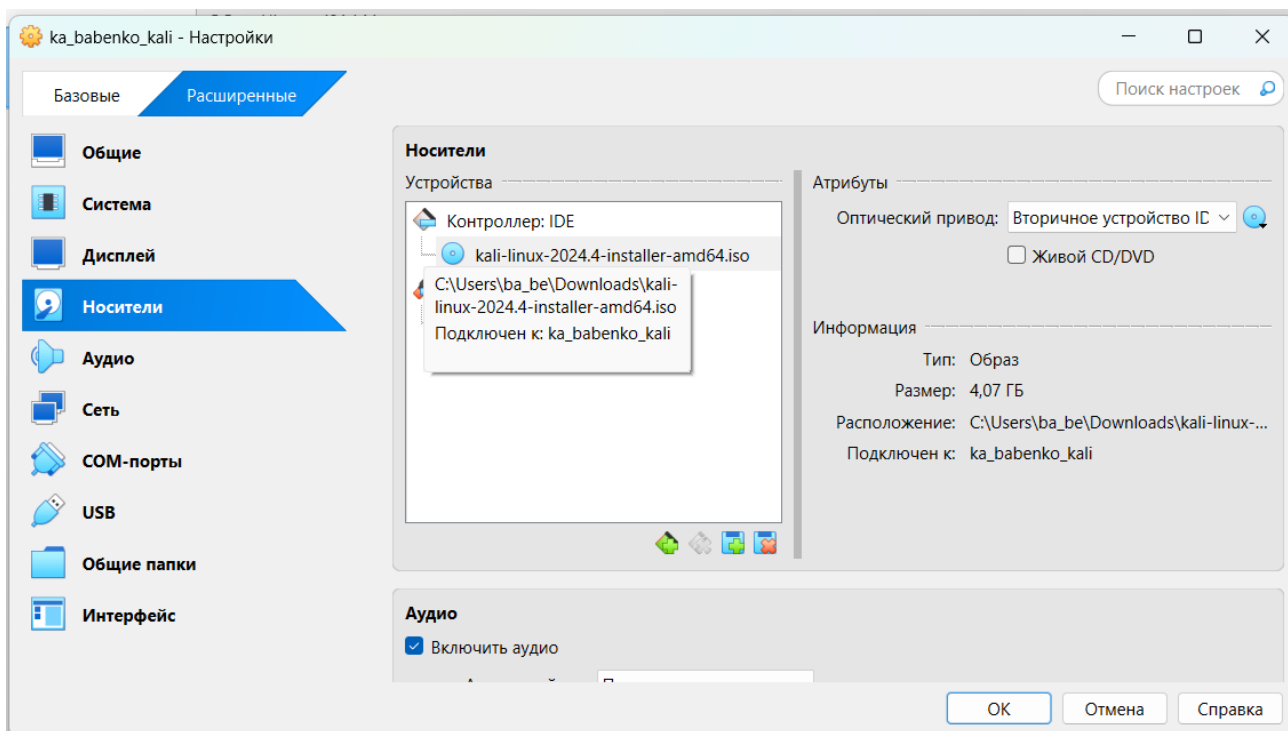 ka_babenko_kali - Настройки
Базовые
Расширенные
Поиск настроек
Общие
Система
Дисплей
Носители
Аудио
Сеть
COM-порты
USB
Общие папки
Интерфейс
Носители
Устройства
Контроллер: IDE
kali-linux-2024.4-installer-amd64.iso
C:\Users\ba_be\Downloads\kali-
linux-2024.4-installer-amd64.iso
Подключен к: ka_babenko_kali
Атрибуты
Оптический привод: Вторичное устройство ID
Живой CD/DVD
Информация
Тип: Образ
Размер: 4,07 ГБ
Расположение: C:\Users\ba_be\Downloads\kali-linux-...
Подключен к: ka_babenko_kali
Аудио
Включить аудио
OK
Отмена
Справка